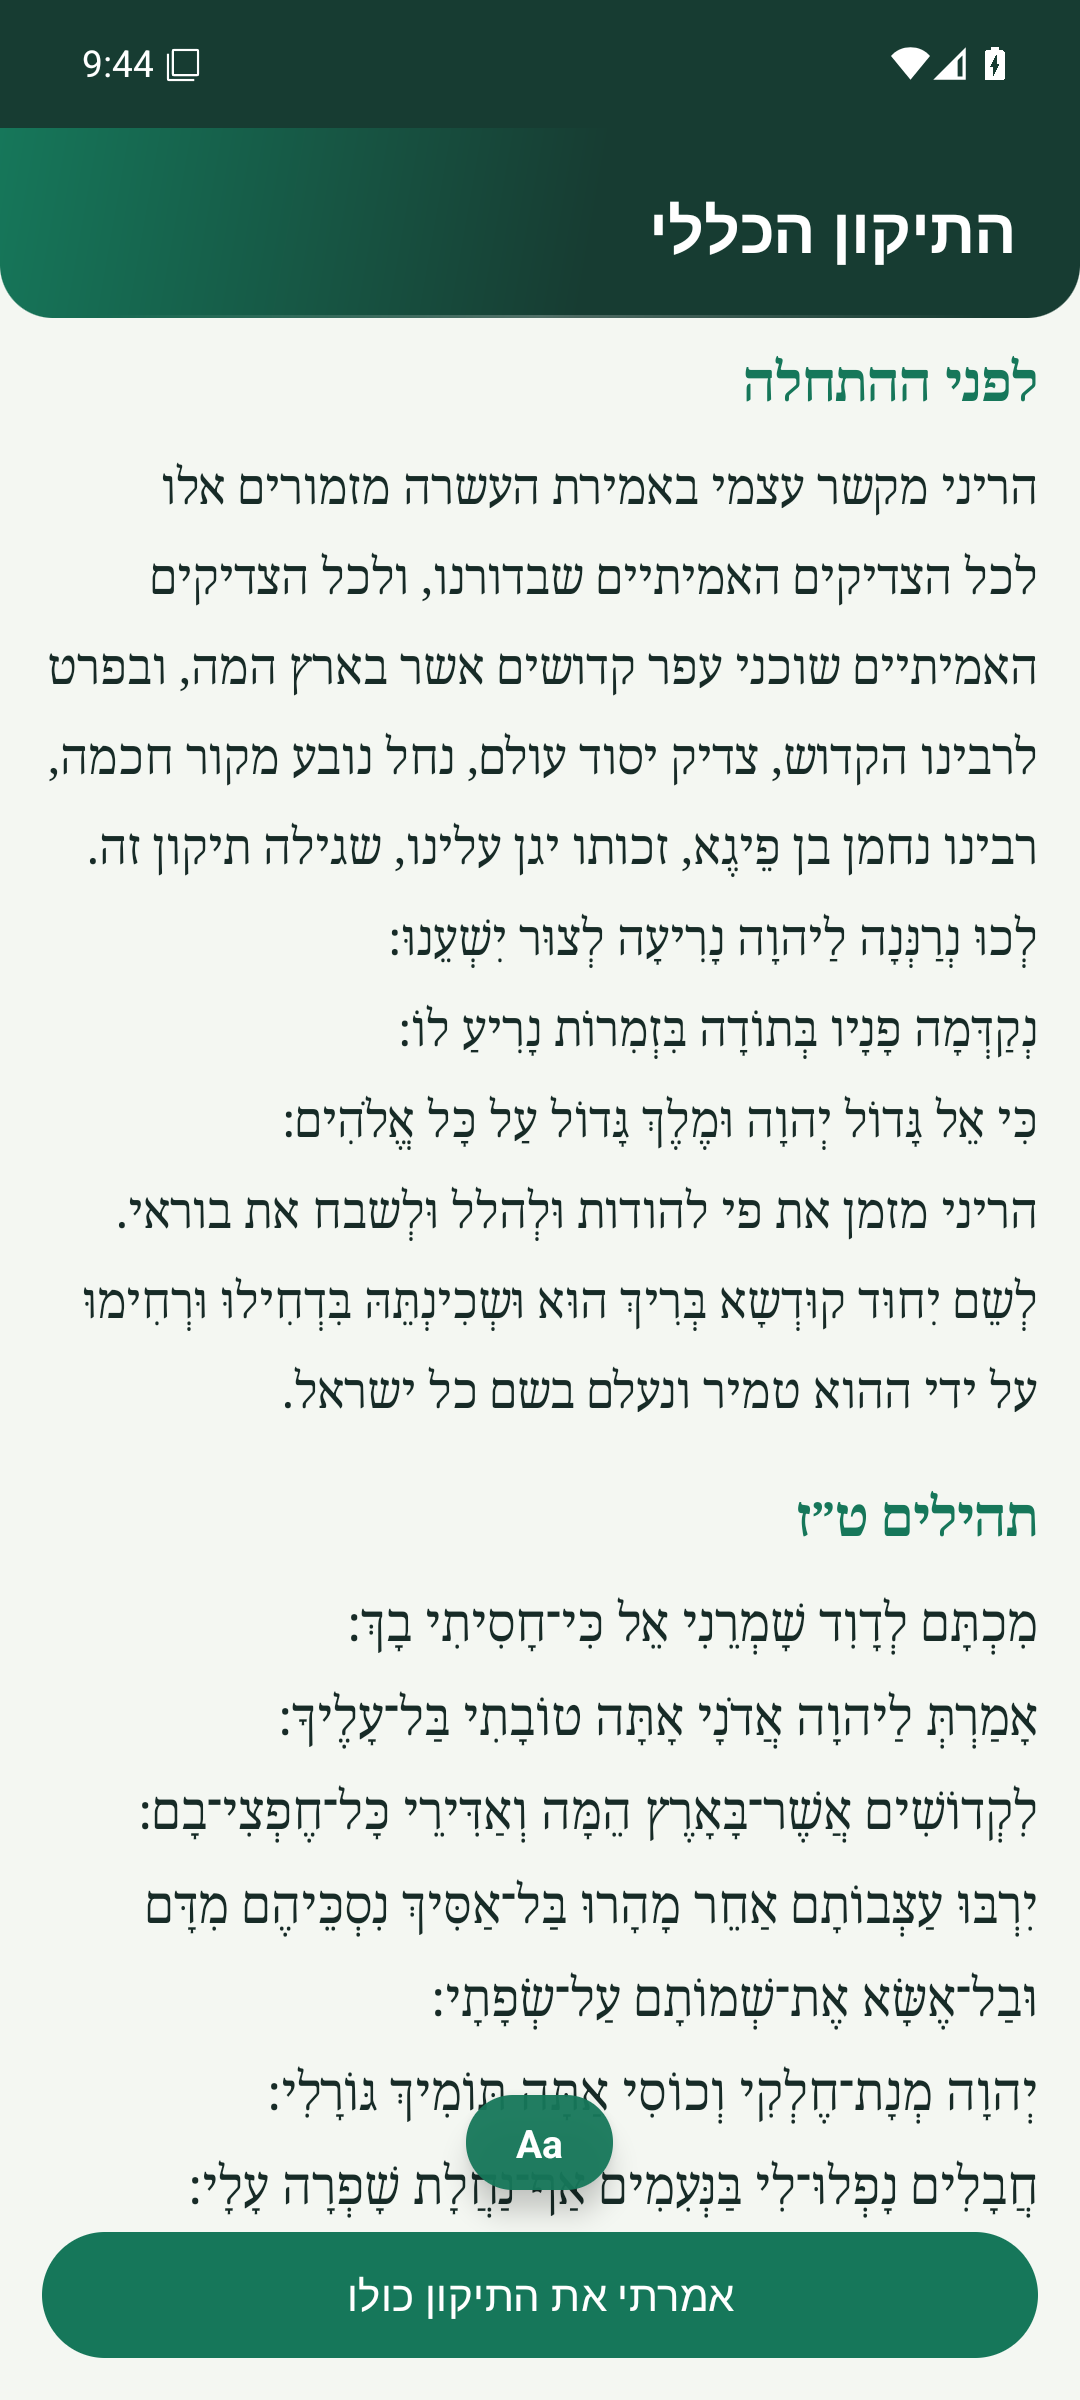 9:44
התיקון הכללי
לפני ההתחלה
הריני מקשר עצמי באמירת העשרה מזמורים אלו
לכל הצדיקים האמיתיים שבדורנו, ולכל הצדיקים
האמיתיים שוכני עפר קדושים אשר בארץ המה, ובפרט
לרבינו הקדוש, צדיק יסוד עולם, נחל נובע מקור חכמה,
רבינו נחמן בן פֵיגֶא, זכותו יגן עלינו, שגילה תיקון זה.
לְכוּ נְרַנְּנָה לַיהוָה נָרִיעָה לְצוּר יִשְׁעֵנוּ:
נְקַדְּמָה פָנָיו בְּתוֹדָה בִּזְמִרוֹת נָרִיעַ לוֹ:
כִּי אֵל גָּדוֹל יְהוָה וּמֶלֶךְ גָּדוֹל עַל כָּל אֱלֹהִים:
הריני מזמן את פי להודות וּלְהלל וּלְשבח את בוראי.
לְשֵׁם יִחוּד קוּדְשָׁא בְּרִיךְ הוּא וּשְׁכִינְתֵּהּ בִּדְחִילוּ וּרְחִימוּ
על ידי ההוא טמיר ונעלם בשם כל ישראל.
תהילים ט״ז
מִכְתָּם לְדָוִד שָׁמְרֵנִי אֵל כִּי־חָסִיתִי בָךְ:
אָמַרְתְּ לַיהוָה אֲדֹנָי אָתָּה טוֹבָתִי בַּל־עָלֶיךָ:
לִקְדוֹשִׁים אֲשֶׁר־בָּאָרֶץ הֵמָּה וְאַדִּירֵי כָּל־חֶפְצִי־בָם:
יִרְבּוּ עַצְּבוֹתָם אַחֵר מָהָרוּ בַּל־אַסִּיךְ נִסְכֵּיהֶם מִדָּם
וּבַל־אֶשָּׂא אֶת־שְׁמוֹתָם עַל־שְׂפָתָי:
יְהוָה מְנָת־חֶלְקִי וְכוֹסִי אַתָּה תּוֹמִיךְ גּוֹרָלִי:
חֲבָלִים נָפְלוּ־לִי בַּנְּעִמִים אַף־נַחֲלָת שָׁפְרָה עָלָי:
Aa
אמרתי את התיקון כולו